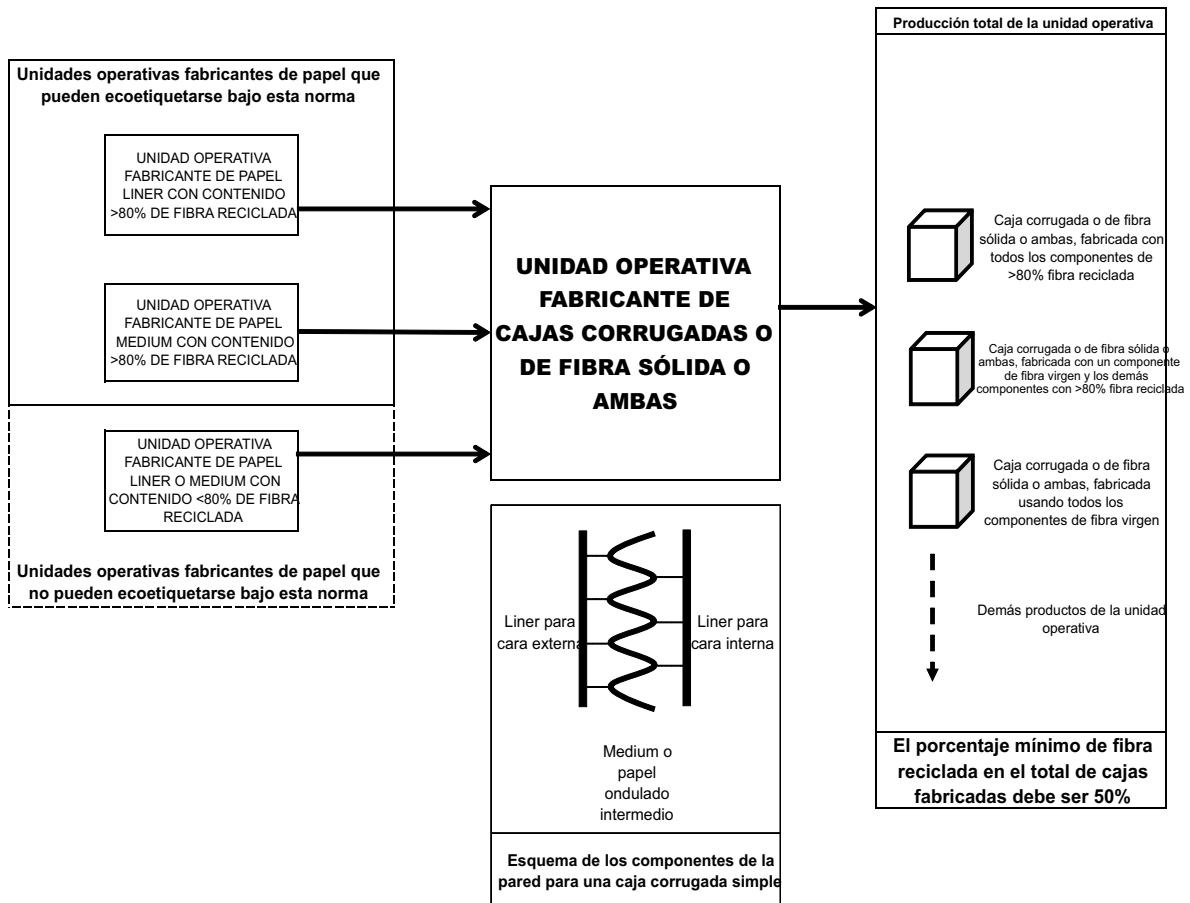 Unidades operativas fabricantes de papel que
pueden ecoetiquetarse bajo esta norma
UNIDAD OPERATIVA
FABRICANTE DE PAPEL
LINER CON CONTENIDO
>80% DE FIBRA RECICLADA
UNIDAD OPERATIVA
FABRICANTE DE PAPEL
MEDIUM CON CONTENIDO
>80% DE FIBRA RECICLADA
UNIDAD OPERATIVA
FABRICANTE DE PAPEL
LINER O MEDIUM CON
CONTENIDO <80% DE FIBRA
RECICLADA
Unidades operativas fabricantes de papel que
no pueden ecoetiquetarse bajo esta norma
UNIDAD OPERATIVA
FABRICANTE DE
CAJAS CORRUGADAS O
DE FIBRA SÓLIDA O
AMBAS
Liner para
cara externa
Liner para
cara interna
Medium o
papel
ondulado
intermedio
Esquema de los componentes de la
pared para una caja corrugada simple
Producción total de la unidad operativa
Caja corrugada o de fibra
sólida o ambas, fabricada con
todos los componentes de
>80% fibra reciclada
Caja corrugada o de fibra sólida o
ambas, fabricada con un componente
de fibra virgen y los demás
componentes con >80% fibra reciclada
Caja corrugada o de fibra
sólida o ambas, fabricada
usando todos los
componentes de fibra virgen
Demás productos de la unidad
operativa
El porcentaje mínimo de fibra
reciclada en el total de cajas
fabricadas debe ser 50%